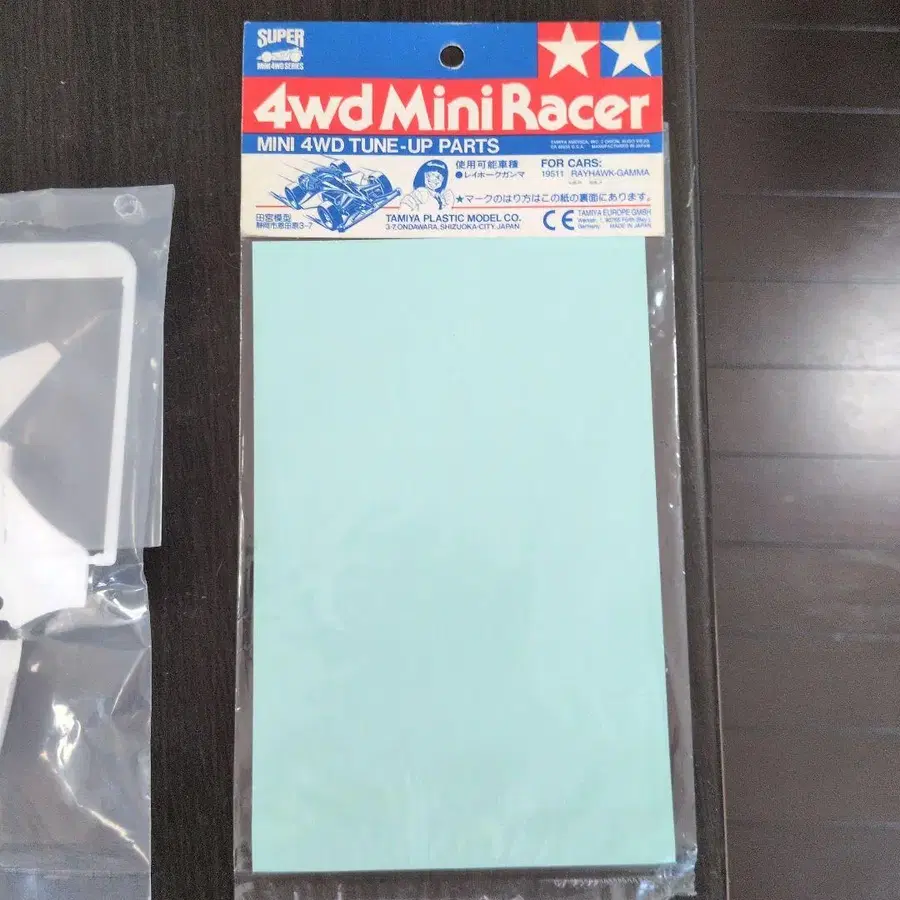 SUPER
MINI 4WD SERIES
4wd Mini Racer
MINI 4WD TUNE-UP PARTS
使用可能車種
●レイホークガンマ
FOR CARS:
19511 RAYHAWK-GAMMA
★マークのはり方はこの紙の裏面にあります。
田宮模型
静岡市恩田原3-7
TAMIYA PLASTIC MODEL CO.
3-7, ONDAWARA, SHIZUOKA-CITY, JAPAN.
CE
TAMIYA EUROPE GMBH
Germany. MADE IN JAPAN